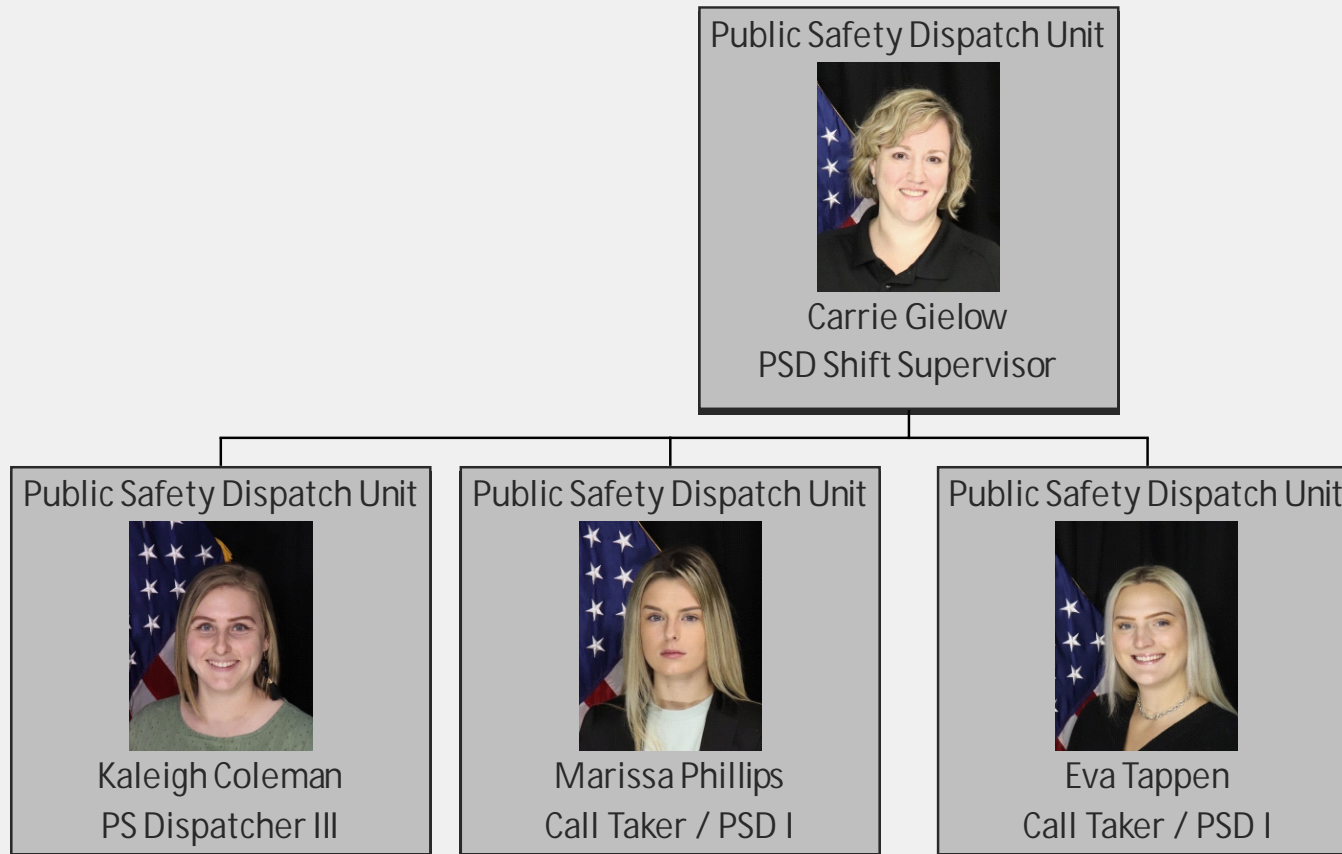 Public Safety Dispatch Unit
Carrie Gielow
PSD Shift Supervisor
Public Safety Dispatch Unit
Kaleigh Coleman
PS Dispatcher III
Public Safety Dispatch Unit
Marissa Phillips
Call Taker / PSD I
Public Safety Dispatch Unit
Eva Tappen
Call Taker / PSD I